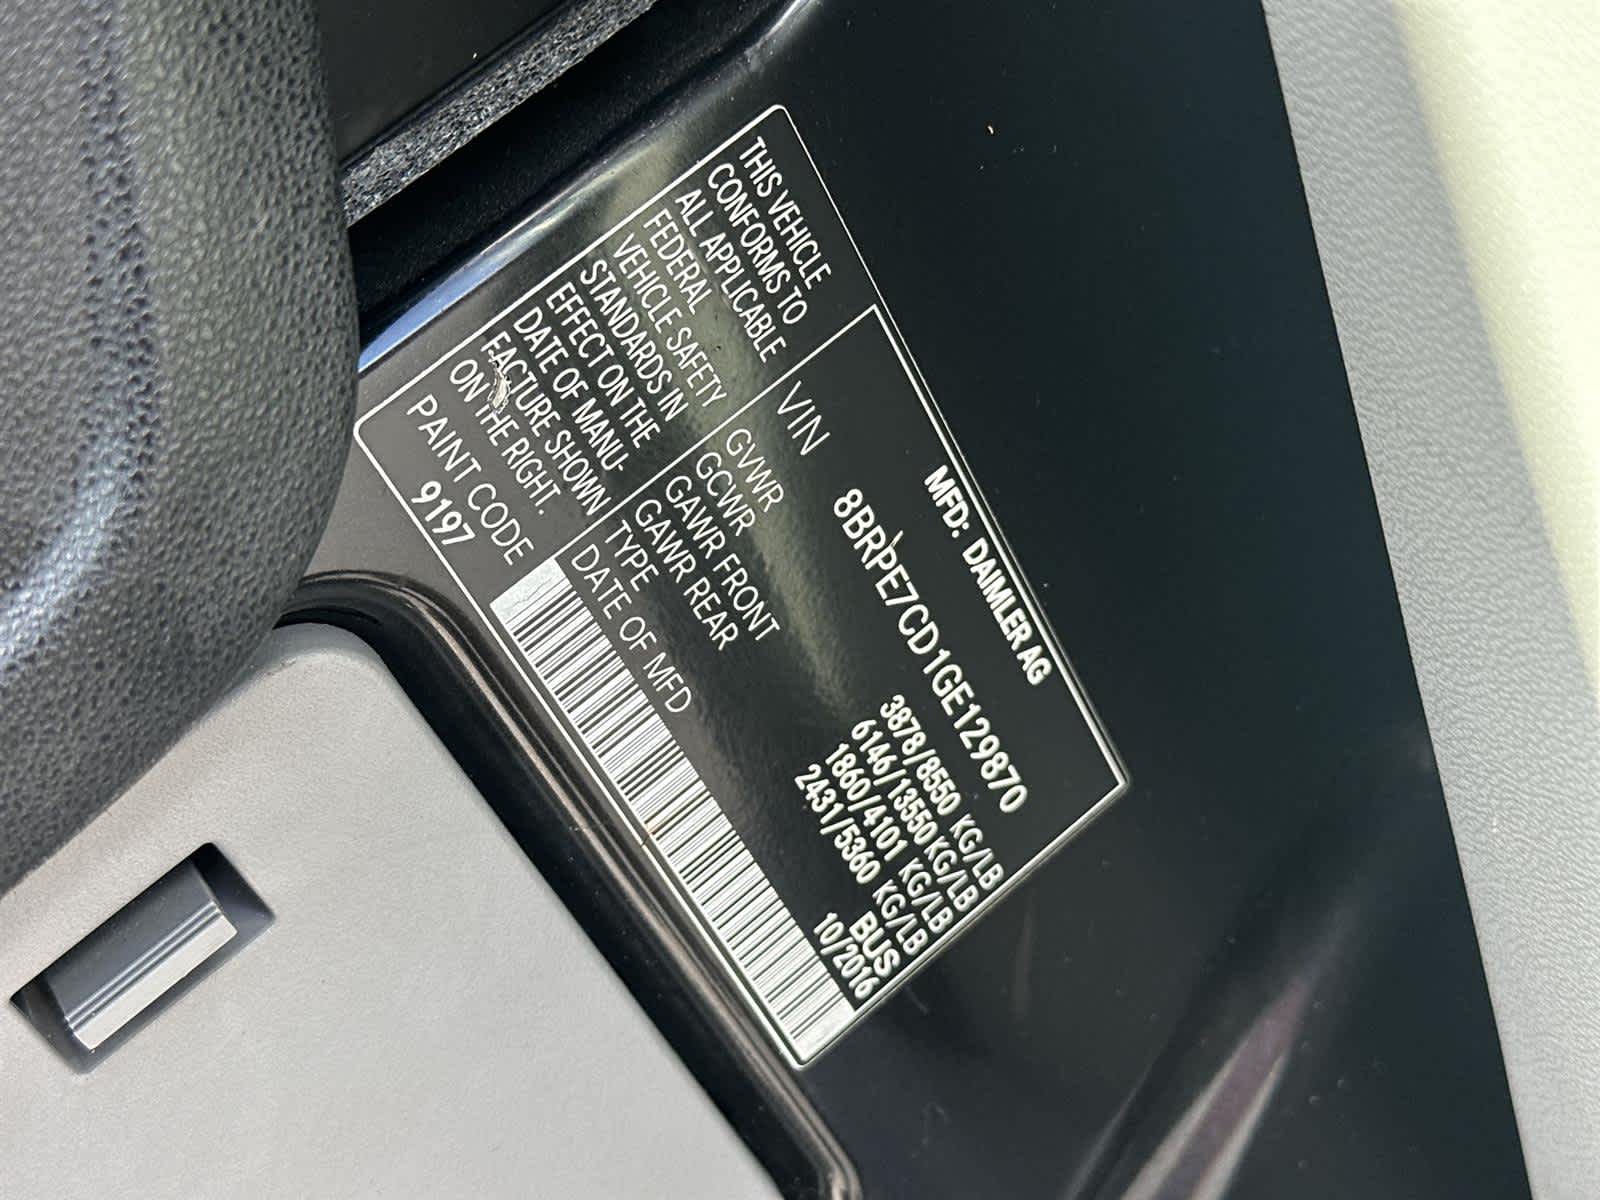 MFD: DAIMLER AG
VIN 8BRPE7CD1GE129870
THIS VEHICLE
CONFORMS TO
ALL APPLICABLE
FEDERAL
VEHICLE SAFETY
STANDARDS IN
EFFECT ON THE
DATE OF MANU-
FACTURE SHOWN
ON THE RIGHT.
GVWR 3878/8550 KG/LB
GCWR 6146/13550 KG/LB
GAWR FRONT 1860/4101 KG/LB
GAWR REAR 2431/5360 KG/LB
TYPE BUS
DATE OF MFD 10/2016
PAINT CODE
9197